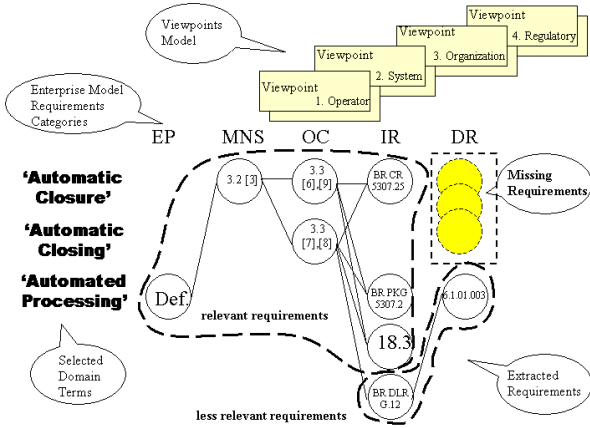 Viewpoints
Model
Viewpoint
4. Regulatory
Viewpoint
3. Organization
Viewpoint
2. System
Viewpoint
1. Operator
Enterprise Model
Requirements
Categories
EP MNS OC IR DR
'Automatic
Closure'
3.2 [3]
3.3
[6],[9]
BR CR
5307.25
Missing
Requirements
'Automatic
Closing'
3.3
[7],[8]
'Automated
Processing'
Def.
BR PKG
5307.2
6.1.01.003
relevant requirements
18.3
Selected
Domain
Terms
BR DLR
G.12
Extracted
Requirements
less relevant requirements